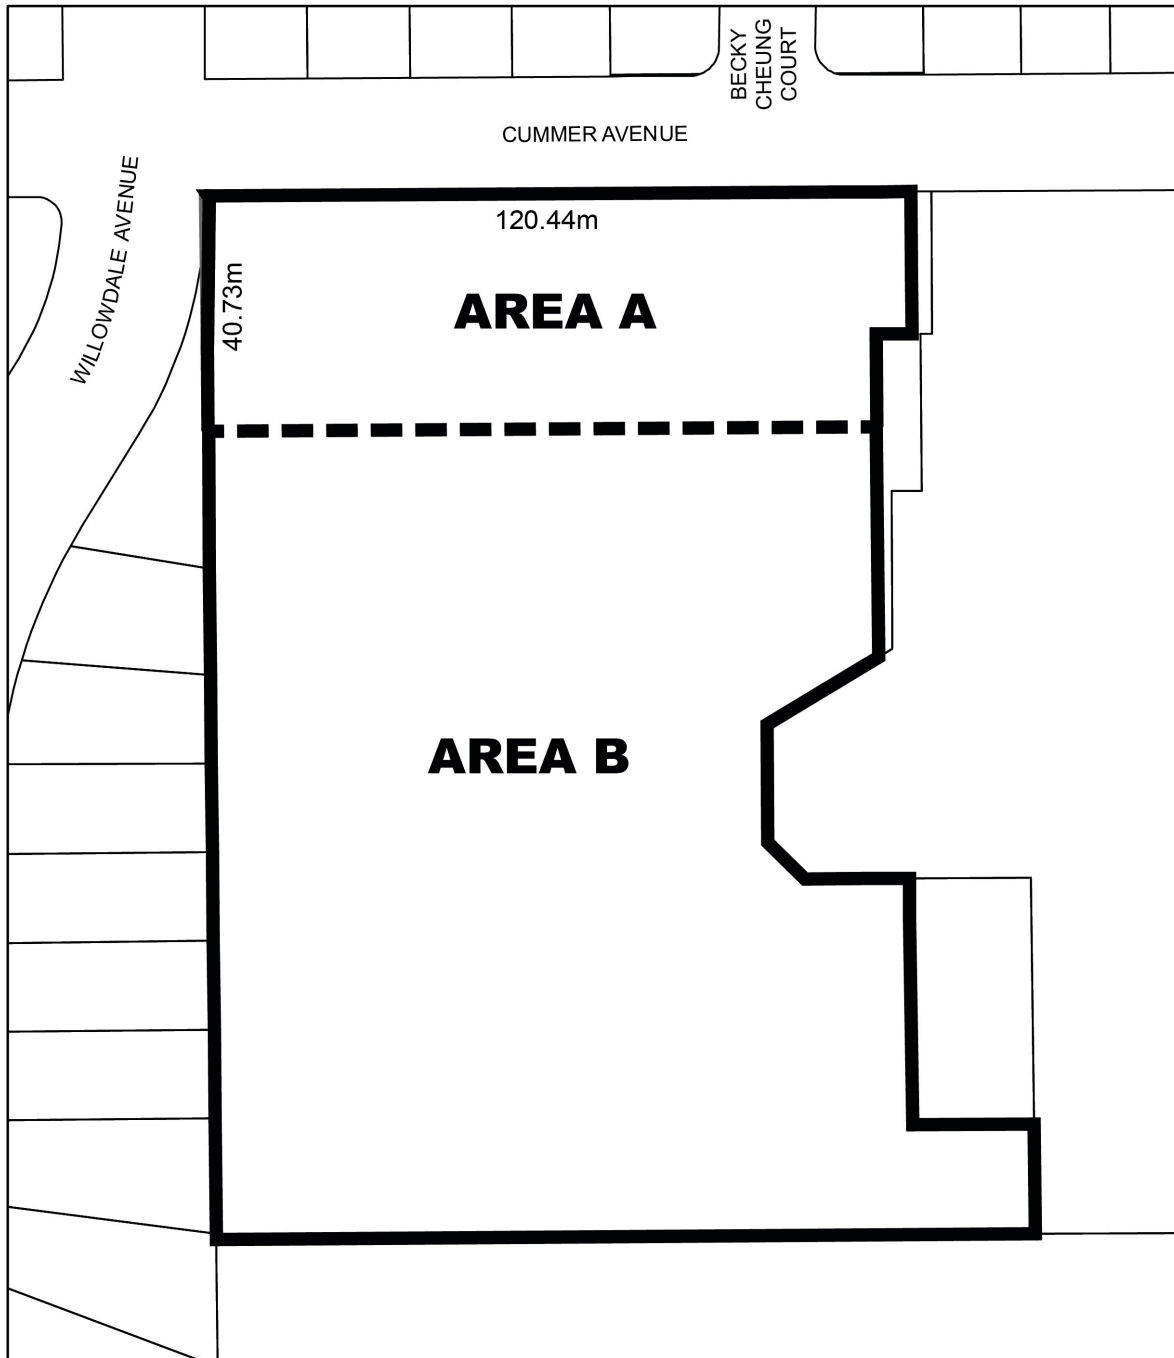 BECKY
CHEUNG
COURT
CUMMER AVENUE
WILLOWDALE AVENUE
120.44m
40.73m
AREA A
AREA B